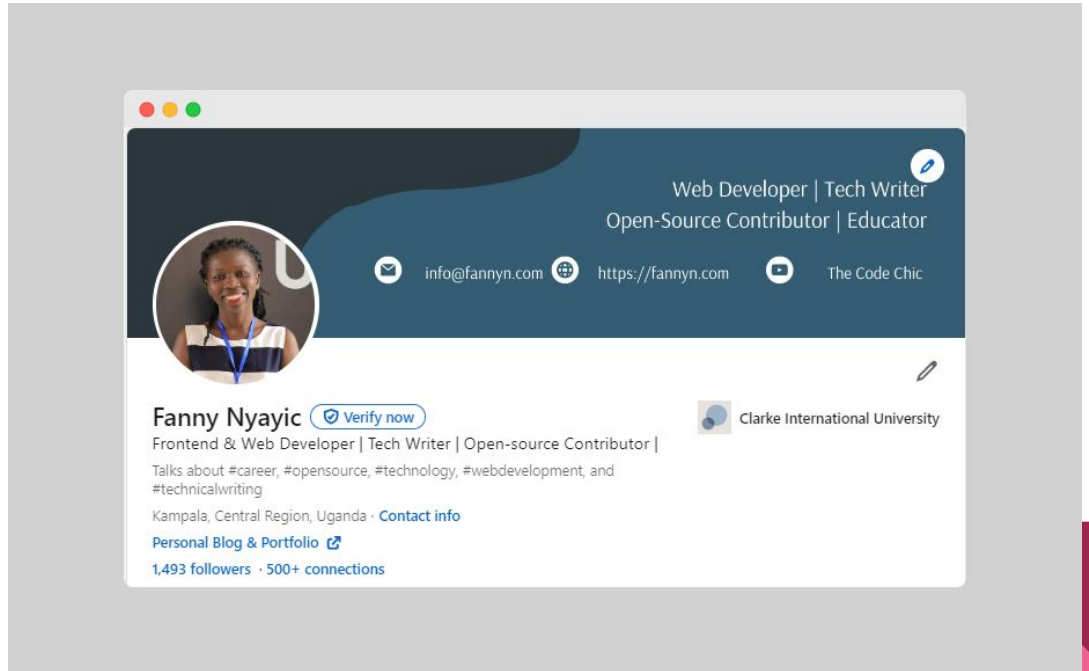 Web Developer | Tech Writer
Open-Source Contributor | Educator
info@fannyn.com https://fannyn.com The Code Chic
U
Fanny Nyayic Verify now
Clarke International University
Frontend & Web Developer | Tech Writer | Open-source Contributor |
Talks about #career, #opensource, #technology, #webdevelopment, and
#technicalwriting
Kampala, Central Region, Uganda · Contact info
Personal Blog & Portfolio
1,493 followers · 500+ connections